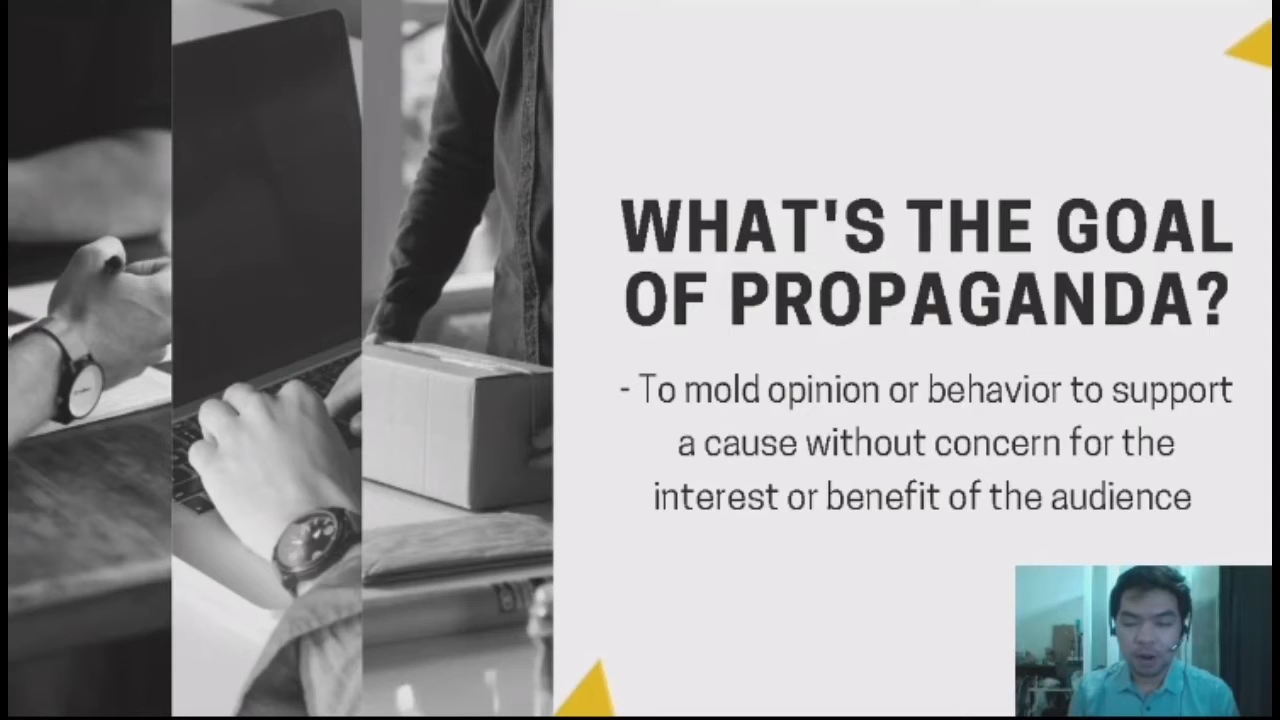 WHAT'S THE GOAL
OF PROPAGANDA?
- To mold opinion or behavior to support
a cause without concern for the
interest or benefit of the audience